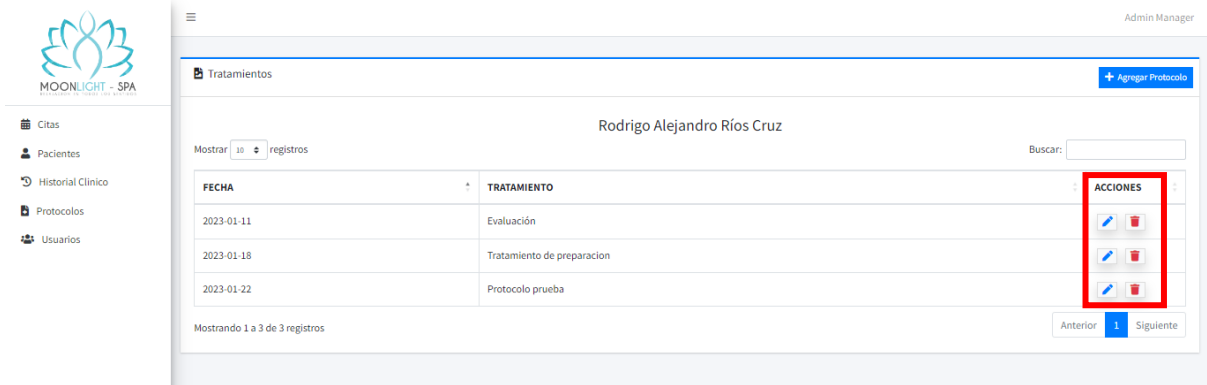 Admin Manager
MOONLIGHT - SPA
Tratamientos
Agregar Protocolo
Citas
Pacientes
Historial Clinico
Protocolos
Usuarios
Rodrigo Alejandro Ríos Cruz
Mostrar 10 registros
Buscar:
FECHA TRATAMIENTO ACCIONES
2023-01-11 Evaluación
2023-01-18 Tratamiento de preparacion
2023-01-22 Protocolo prueba
Mostrando 1 a 3 de 3 registros
Anterior 1 Siguiente